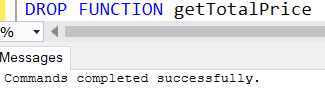 DROP FUNCTION getTotalPrice
%
Messages
Commands completed successfully.